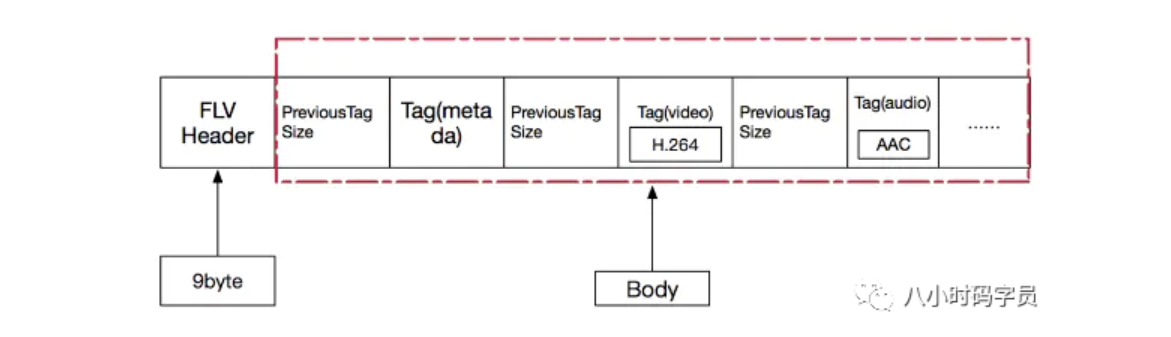 FLV
Header
PreviousTag
Size
Tag(meta
da)
PreviousTag
Size
Tag(video)
H.264
PreviousTag
Size
Tag(audio)
AAC
......
9byte
Body
八小时码字员